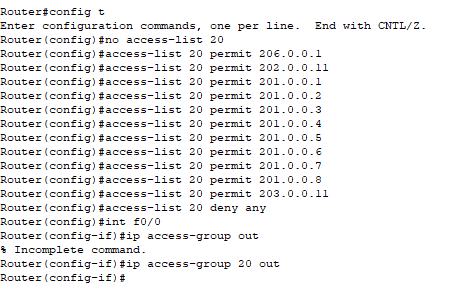 Router#config t
Enter configuration commands, one per line.  End with CNTL/Z.
Router(config)#no access-list 20
Router(config)#access-list 20 permit 206.0.0.1
Router(config)#access-list 20 permit 202.0.0.11
Router(config)#access-list 20 permit 201.0.0.1
Router(config)#access-list 20 permit 201.0.0.2
Router(config)#access-list 20 permit 201.0.0.3
Router(config)#access-list 20 permit 201.0.0.4
Router(config)#access-list 20 permit 201.0.0.5
Router(config)#access-list 20 permit 201.0.0.6
Router(config)#access-list 20 permit 201.0.0.7
Router(config)#access-list 20 permit 201.0.0.8
Router(config)#access-list 20 permit 203.0.0.11
Router(config)#access-list 20 deny any
Router(config)#int f0/0
Router(config-if)#ip access-group out
% Incomplete command.
Router(config-if)#ip access-group 20 out
Router(config-if)#